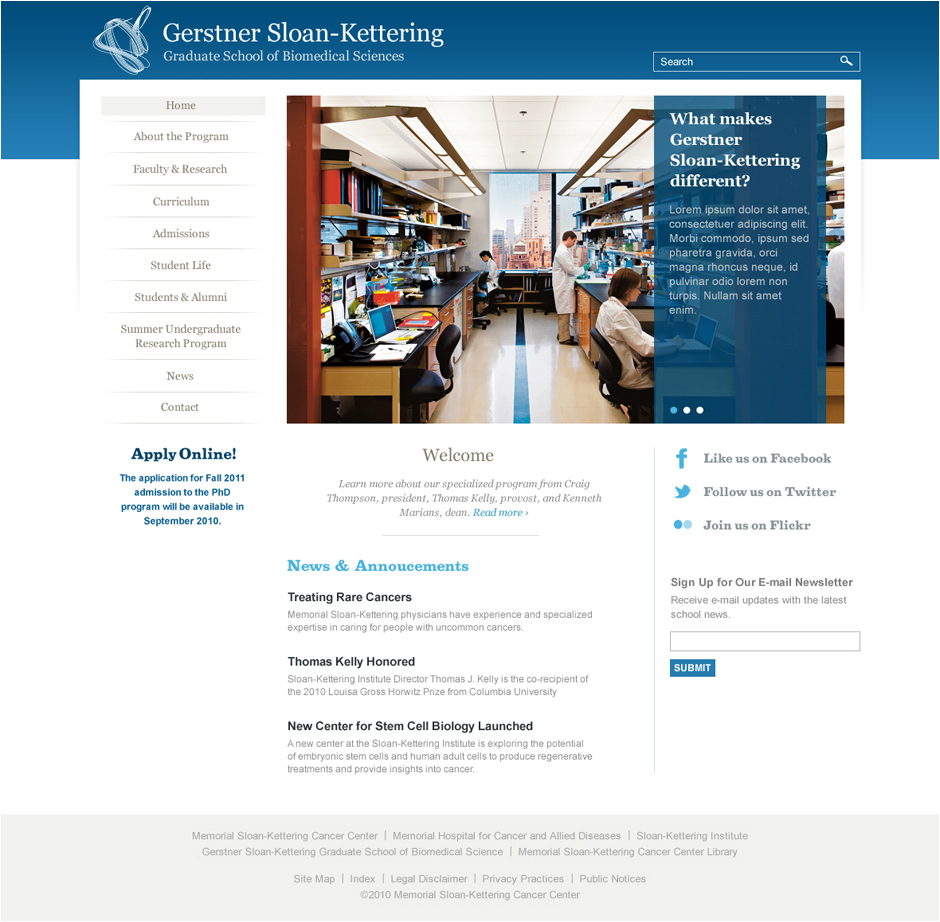 Gerstner Sloan-Kettering
Graduate School of Biomedical Sciences
Search
Home
About the Program
Faculty & Research
Curriculum
Admissions
Student Life
Students & Alumni
Summer Undergraduate
Research Program
News
Contact
What makes
Gerstner
Sloan-Kettering
different?
Lorem ipsum dolor sit amet,
consectetuer adipiscing elit.
Morbi commodo, ipsum sed
pharetra gravida, orci
magna rhoncus neque, id
pulvinar odio lorem non
turpis. Nullam sit amet
enim.
Apply Online!
The application for Fall 2011
admission to the PhD
program will be available in
September 2010.
Welcome
Learn more about our specialized program from Craig
Thompson, president, Thomas Kelly, provost, and Kenneth
Marians, dean. Read more ›
News & Annoucements
Treating Rare Cancers
Memorial Sloan-Kettering physicians have experience and specialized
expertise in caring for people with uncommon cancers.
Thomas Kelly Honored
Sloan-Kettering Institute Director Thomas J. Kelly is the co-recipient of
the 2010 Louisa Gross Horwitz Prize from Columbia University
New Center for Stem Cell Biology Launched
A new center at the Sloan-Kettering Institute is exploring the potential
of embryonic stem cells and human adult cells to produce regenerative
treatments and provide insights into cancer.
Like us on Facebook
Follow us on Twitter
Join us on Flickr
Sign Up for Our E-mail Newsletter
Receive e-mail updates with the latest
school news.
SUBMIT
Memorial Sloan-Kettering Cancer Center | Memorial Hospital for Cancer and Allied Diseases | Sloan-Kettering Institute
Gerstner Sloan-Kettering Graduate School of Biomedical Science | Memorial Sloan-Kettering Cancer Center Library
Site Map | Index | Legal Disclaimer | Privacy Practices | Public Notices
©2010 Memorial Sloan-Kettering Cancer Center